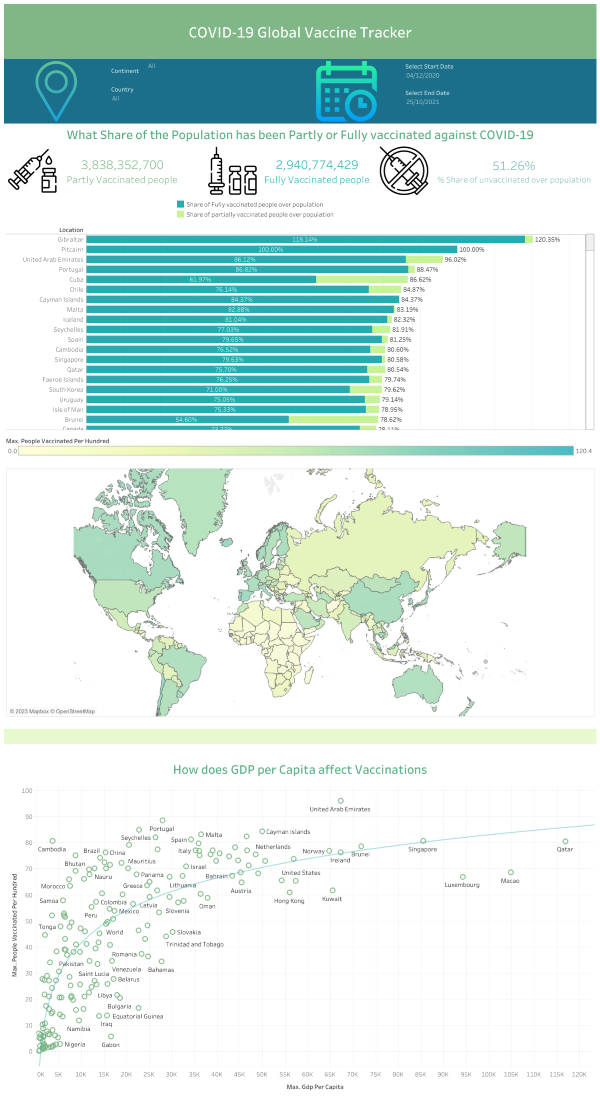 COVID-19 Global Vaccine Tracker
Continent
All
Country
All
Select Start Date
04/12/2020
Select End Date
25/10/2021
What Share of the Population has been Partly or Fully vaccinated against COVID-19
3,838,352,700
Partly Vaccinated people
2,940,774,429
Fully Vaccinated people
51.26%
% Share of unvaccinated over population
Share of Fully vaccinated people over population
Share of partially vaccinated people over population
Location
Gibraltar 118.14% 120.35%
Pitcairn 100.00% 100.00%
United Arab Emirates 86.12% 96.02%
Portugal 86.82% 88.47%
Cuba 61.97% 86.62%
Chile 76.14% 84.87%
Cayman Islands 84.37% 84.37%
Malta 82.88% 83.19%
Iceland 81.04% 82.32%
Seychelles 77.03% 81.91%
Spain 79.65% 81.25%
Cambodia 76.52% 80.60%
Singapore 79.63% 80.58%
Qatar 75.70% 80.54%
Faeroe Islands 76.25% 79.74%
South Korea 71.00% 79.62%
Uruguay 75.05% 79.14%
Isle of Man 75.33% 78.95%
Brunei 54.60% 78.62%
Canada
Max. People Vaccinated Per Hundred
0.0 120.4
© 2023 Mapbox © OpenStreetMap
How does GDP per Capita affect Vaccinations
Max. People Vaccinated Per Hundred
100
90
80
70
60
50
40
30
20
10
0
United Arab Emirates
Portugal
Cayman Islands
Seychelles
Malta
Spain
Cambodia
Brazil
China
Italy
Netherlands
Norway
Brunei
Singapore
Qatar
Ireland
Bhutan
Mauritius
Israel
Nauru
Panama
Bahrain
United States
Morocco
Greece
Lithuania
Austria
Luxembourg
Macao
Samoa
Colombia
Latvia
Oman
Hong Kong
Kuwait
Peru
Mexico
Slovenia
Tonga
World
Slovakia
Trinidad and Tobago
Romania
Pakistan
Venezuela
Bahamas
Saint Lucia
Belarus
Libya
Bulgaria
Equatorial Guinea
Iraq
Namibia
Nigeria
Gabon
0K 5K 10K 15K 20K 25K 30K 35K 40K 45K 50K 55K 60K 65K 70K 75K 80K 85K 90K 95K 100K 105K 110K 115K 120K
Max. Gdp Per Capita